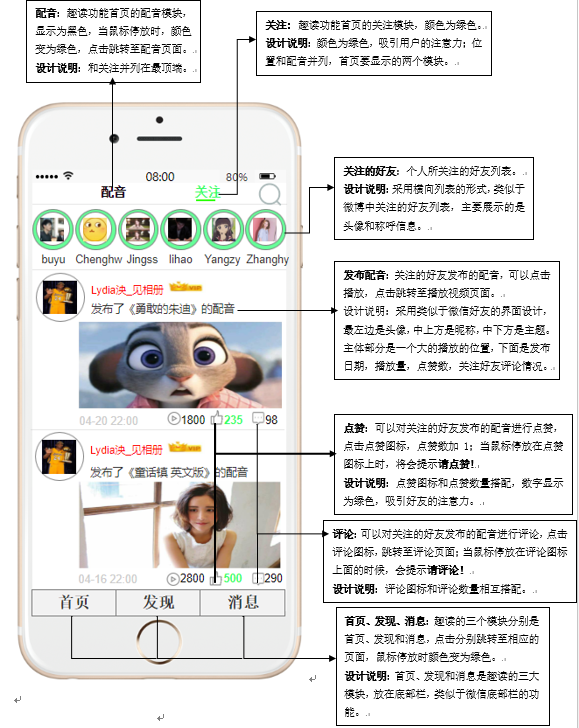 配音：趣读功能首页的配音模块，
显示为黑色，当鼠标停放时，颜色
变为绿色，点击跳转至配音页面。
设计说明：和关注并列在最顶端。
关注：趣读功能首页的关注模块，颜色为绿色。
设计说明：颜色为绿色，吸引用户的注意力；位
置和配音并列，首页要显示的两个模块。
08:00
80%
配音
关注
buyu
Chenghw
Jingss
lihao
Yangzy
Zhanghy
关注的好友：个人所关注的好友列表。
设计说明:采用横向列表的形式，类似于
微博中关注的好友列表，主要展示的是
头像和称呼信息。
Lydia泱_见相册
VIP
发布了《勇敢的朱迪》的配音
04-20 22:00
1800
235
98
发布配音：关注的好友发布的配音，可以点击
播放，点击跳转至播放视频页面。
设计说明：采用类似于微信好友的界面设计，
最左边是头像，中上方是昵称，中下方是主题。
主体部分是一个大的播放的位置，下面是发布
日期，播放量，点赞数，关注好友评论情况。
Lydia泱_见相册
VIP
发布了《童话镇 英文版》的配音
04-16 22:00
2800
500
290
点赞：可以对关注的好友发布的配音进行点赞，
点击点赞图标，点赞数加 1；当鼠标停放在点赞
图标上时，将会提示请点赞!
设计说明：点赞图标和点赞数量搭配，数字显示
为绿色，吸引好友的注意力。
评论:可以对关注的好友发布的配音进行评论，点击
评论图标，跳转至评论页面；当鼠标停放在评论图标
上面的时候，会提示请评论！
设计说明：评论图标和评论数量相互搭配。
首页
发现
消息
首页、发现、消息：趣读的三个模块分别是
首页、发现和消息，点击分别跳转至相应的
页面，鼠标停放时颜色变为绿色。
设计说明：首页、发现和消息是趣读的三大
模块，放在底部栏，类似于微信底部栏的功
能。